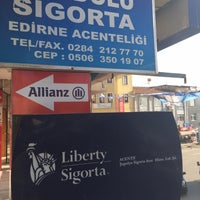 SİGORTA
EDİRNE ACENTELİĞİ
TEL/FAX. 0284 212 77 70
CEP : 0506 350 19 07
Allianz
Liberty
Sigorta
ACENTE